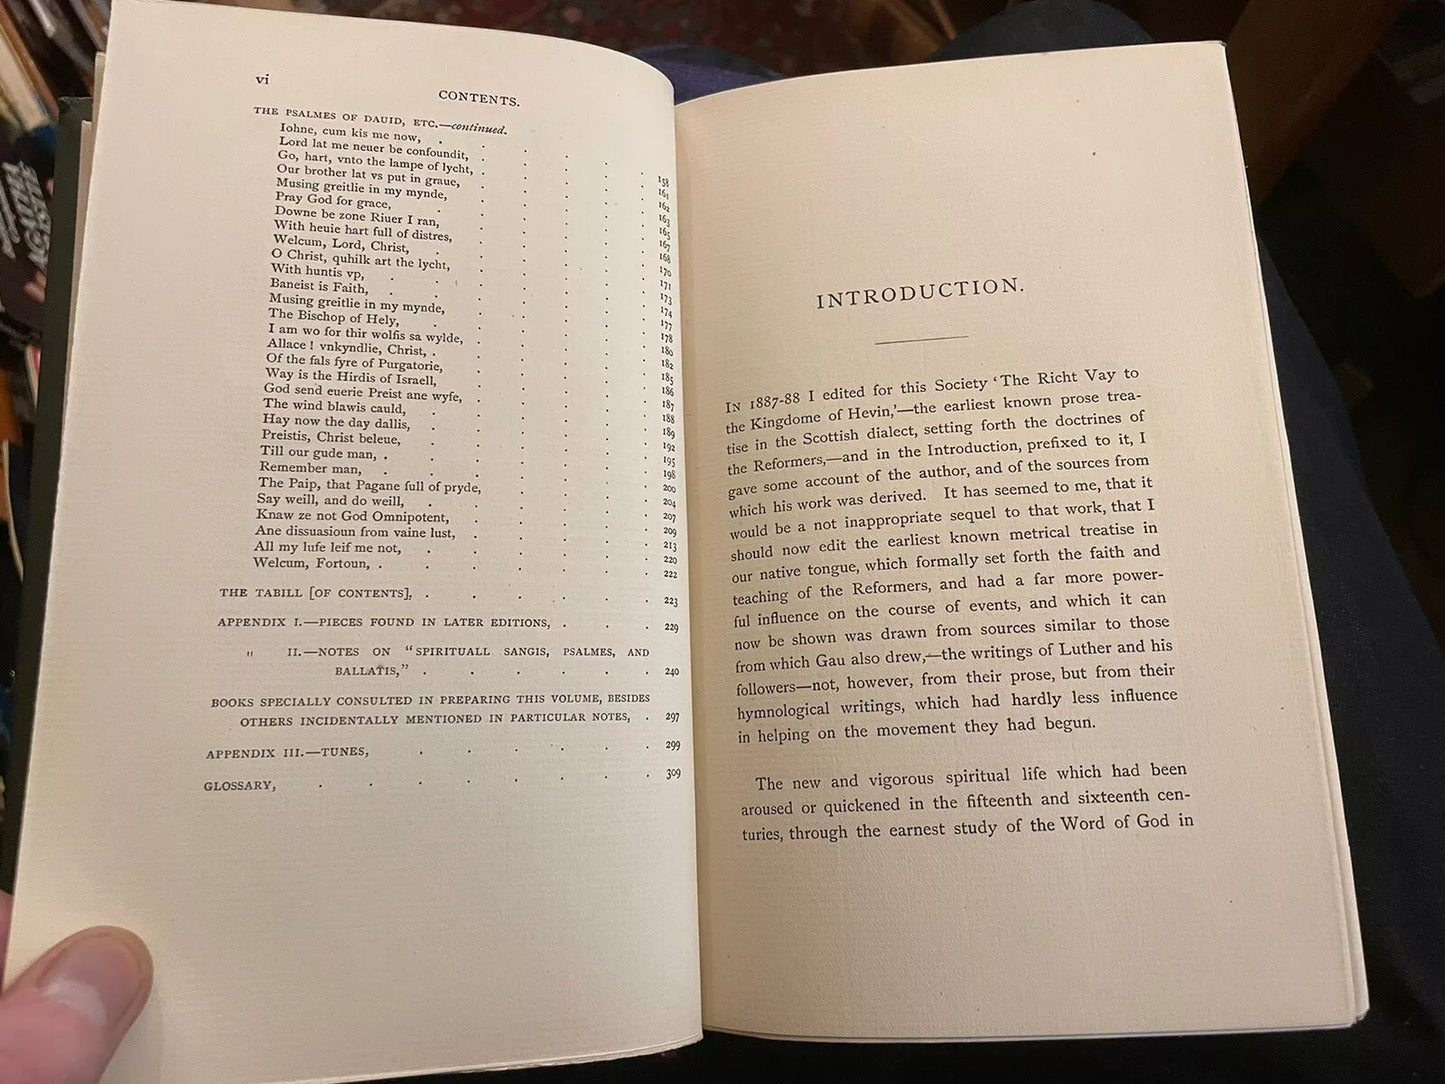 vi
CONTENTS.
THE PSALMES OF DAUID, ETC.—continued.
Iohne, cum kis me now, . . . . . 158
Lord lat me neuer be confoundit, . . . . 161
Go, hart, vnto the lampe of lycht, . . . . 162
Our brother lat vs put in graue, . . . . 163
Musing greitlie in my mynde, . . . . 165
Pray God for grace, . . . . . 167
Downe be zone Riuer I ran, . . . . 168
With heuie hart full of distres, . . . . 170
Welcum, Lord, Christ, . . . . . 171
O Christ, quhilk art the lycht, . . . . 173
With huntis vp, . . . . . 174
Baneist is Faith, . . . . . 177
Musing greitlie in my mynde, . . . . 178
The Bischop of Hely, . . . . . 180
I am wo for thir wolfis sa wylde, . . . . 182
Allace ! vnkyndlie, Christ, . . . . . 185
Of the fals fyre of Purgatorie, . . . . 186
Way is the Hirdis of Israell, . . . . 187
God send euerie Preist ane wyfe, . . . . 188
The wind blawis cauld, . . . . . 189
Hay now the day dallis, . . . . . 192
Preistis, Christ beleue, . . . . . 195
Till our gude man, . . . . . . 198
Remember man, . . . . . . 200
The Paip, that Pagane full of pryde, . . . . 204
Say weill, and do weill, . . . . . 207
Knaw ze not God Omnipotent, . . . . 209
Ane dissuasioun from vaine lust, . . . . 213
All my lufe leif me not, . . . . . 220
Welcum, Fortoun, . . . . . . 222
THE TABILL [OF CONTENTS], . . . . . 223
APPENDIX I.—PIECES FOUND IN LATER EDITIONS, . . . 229
" II.—NOTES ON "SPIRITUALL SANGIS, PSALMES, AND
BALLATIS," . . . . . . 240
BOOKS SPECIALLY CONSULTED IN PREPARING THIS VOLUME, BESIDES
OTHERS INCIDENTALLY MENTIONED IN PARTICULAR NOTES, . 297
APPENDIX III.—TUNES, . . . . . . 299
GLOSSARY, . . . . . . . . 309
INTRODUCTION.
IN 1887-88 I edited for this Society 'The Richt Vay to
the Kingdome of Hevin,'—the earliest known prose trea-
tise in the Scottish dialect, setting forth the doctrines of
the Reformers,—and in the Introduction, prefixed to it, I
gave some account of the author, and of the sources from
which his work was derived. It has seemed to me, that it
would be a not inappropriate sequel to that work, that I
should now edit the earliest known metrical treatise in
our native tongue, which formally set forth the faith and
teaching of the Reformers, and had a far more power-
ful influence on the course of events, and which it can
now be shown was drawn from sources similar to those
from which Gau also drew,—the writings of Luther and his
followers—not, however, from their prose, but from their
hymnological writings, which had hardly less influence
in helping on the movement they had begun.
The new and vigorous spiritual life which had been
aroused or quickened in the fifteenth and sixteenth cen-
turies, through the earnest study of the Word of God in